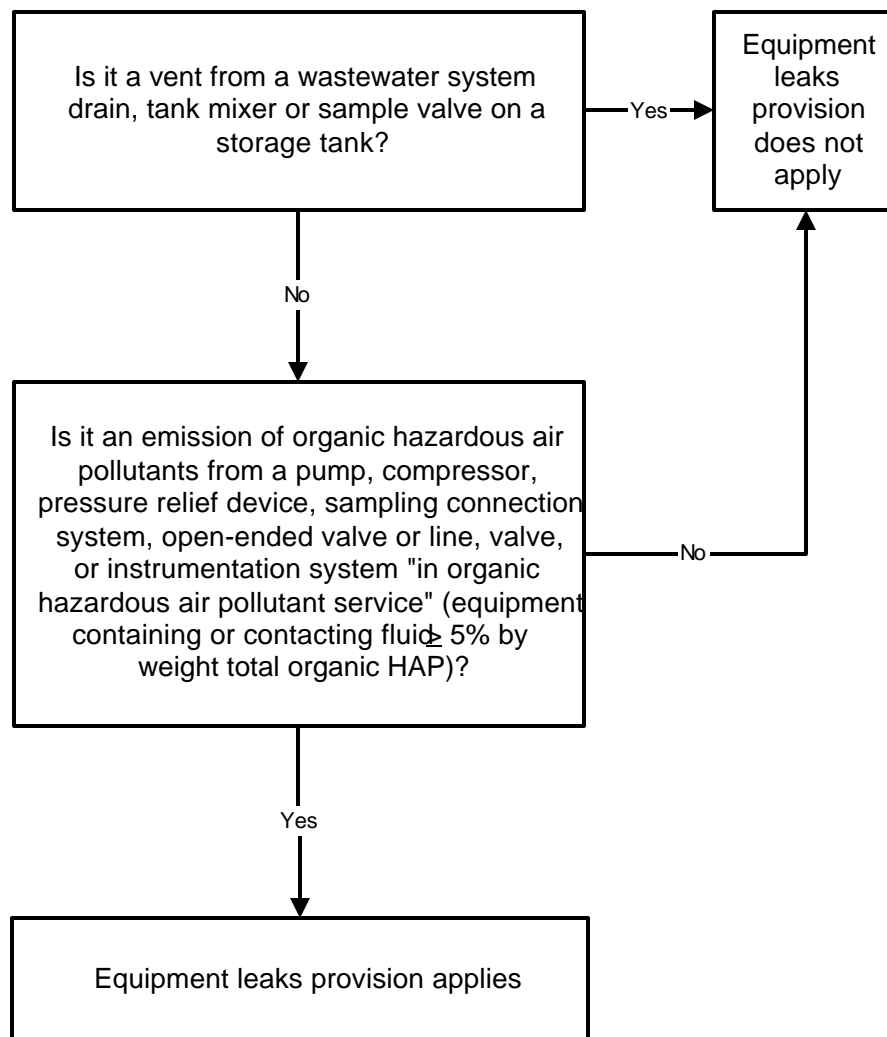 Is it a vent from a wastewater system
drain, tank mixer or sample valve on a
storage tank?
Yes
Equipment
leaks
provision
does not
apply
No
Is it an emission of organic hazardous air
pollutants from a pump, compressor,
pressure relief device, sampling connection
system, open-ended valve or line, valve,
or instrumentation system "in organic
hazardous air pollutant service" (equipment
containing or contacting fluid ≥ 5% by
weight total organic HAP)?
No
Yes
Equipment leaks provision applies